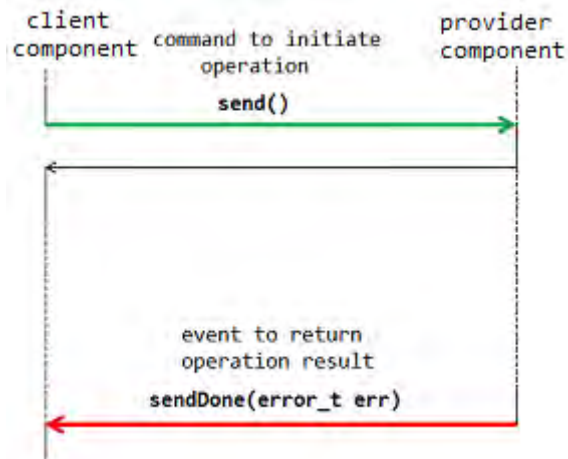 client
component
command to initiate
operation
provider
component
send()
event to return
operation result
sendDone(error_t err)